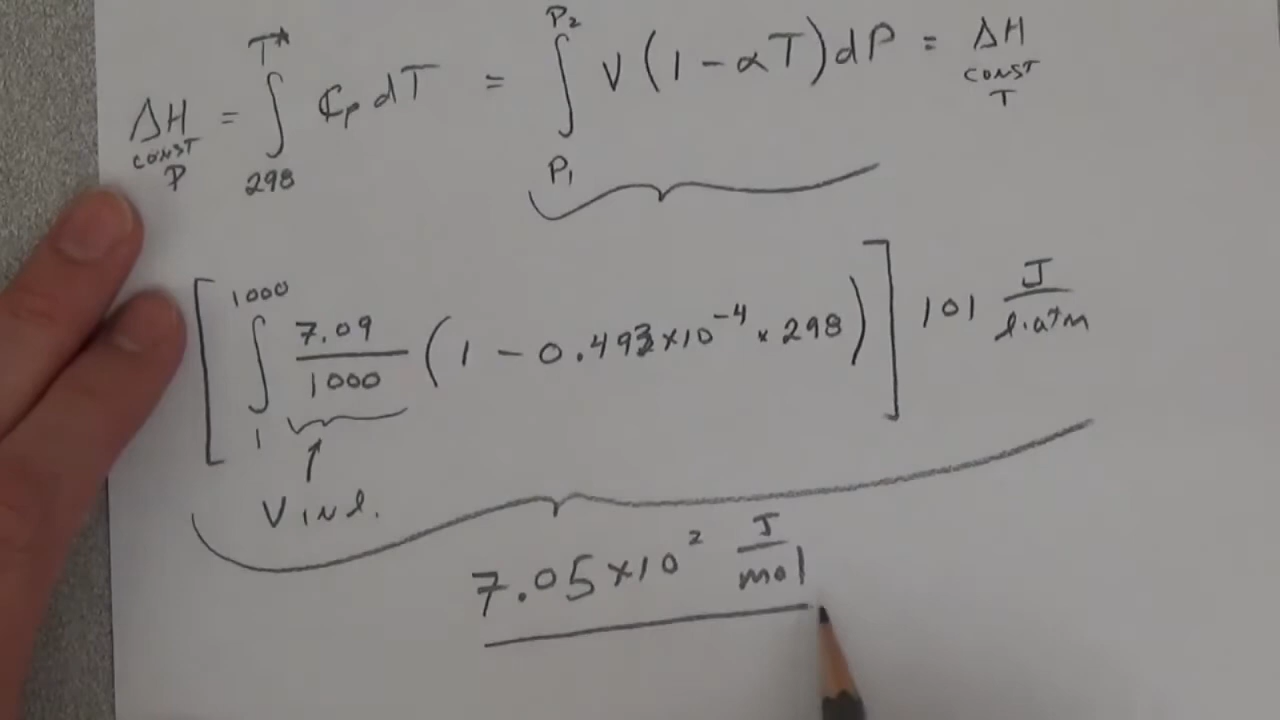 ΔH CONST P = ∫ 298 T* Cp dT = ∫ P1 P2 V (1 - αT) dP = ΔH CONST T
[ ∫ 1 1000 7.09 / 1000 (1 - 0.493 x 10^-4 x 298) ] 101 J / l·atm
V IN l.
7.05 x 10^2 J / mol